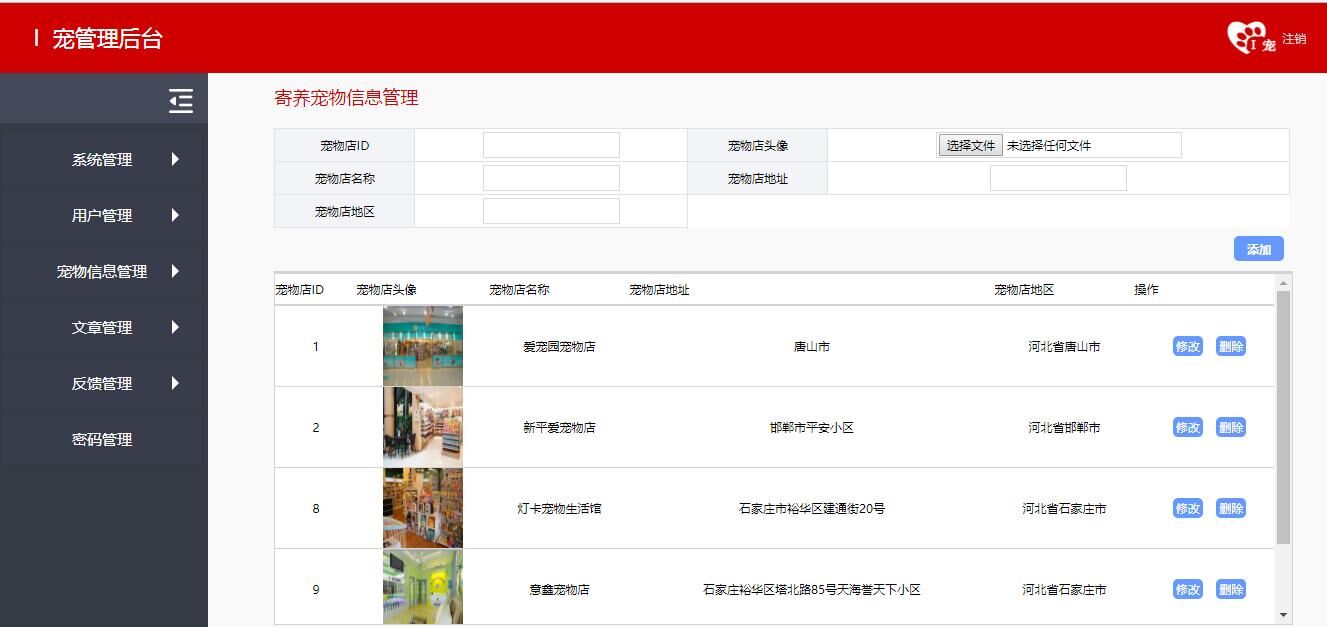 I 宠管理后台
I 宠 注销
寄养宠物信息管理
系统管理
用户管理
宠物信息管理
文章管理
反馈管理
密码管理
宠物店ID 宠物店头像 选择文件 未选择任何文件
宠物店名称 宠物店地址
宠物店地区
添加
宠物店ID 宠物店头像 宠物店名称 宠物店地址 宠物店地区 操作
1 爱宠园宠物店 唐山市 河北省唐山市 修改 删除
2 新平爱宠物店 邯郸市平安小区 河北省邯郸市 修改 删除
8 灯卡宠物生活馆 石家庄市裕华区建通街20号 河北省石家庄市 修改 删除
9 意鑫宠物店 石家庄裕华区塔北路85号天海誉天下小区 河北省石家庄市 修改 删除